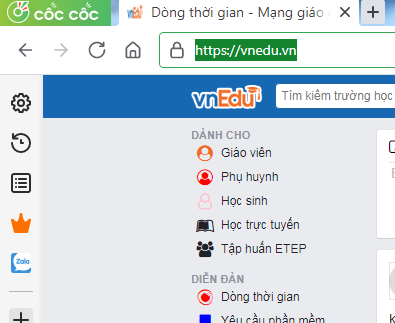 cốc cốc
Dòng thời gian - Mạng giáo
https://vnedu.vn
vnEdu
Tìm kiếm trường học
DÀNH CHO
Giáo viên
Phụ huynh
Học sinh
Học trực tuyến
Tập huấn ETEP
Zalo
DIỄN ĐÀN
Dòng thời gian
Yêu cầu phần mềm